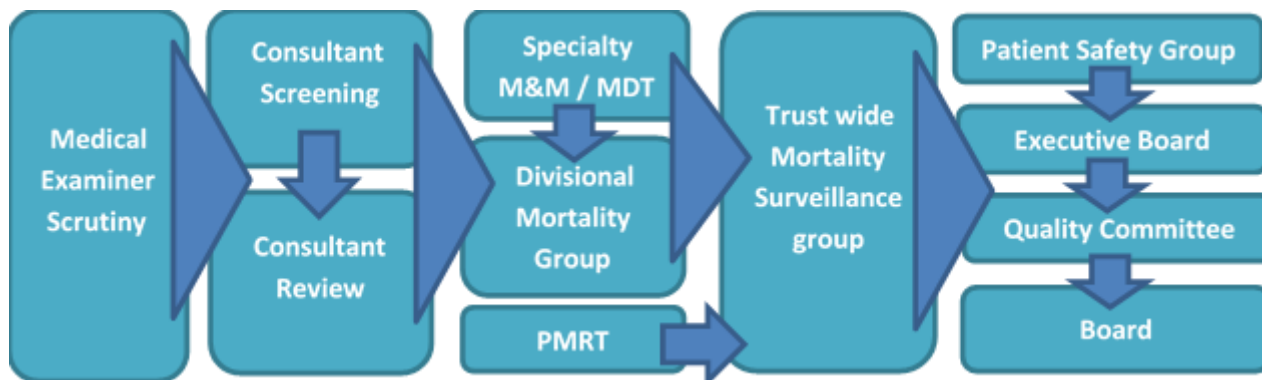 Medical
Examiner
Scrutiny
Consultant
Screening
Consultant
Review
Specialty
M&M / MDT
Divisional
Mortality
Group
PMRT
Trust wide
Mortality
Surveillance
group
Patient Safety Group
Executive Board
Quality Committee
Board